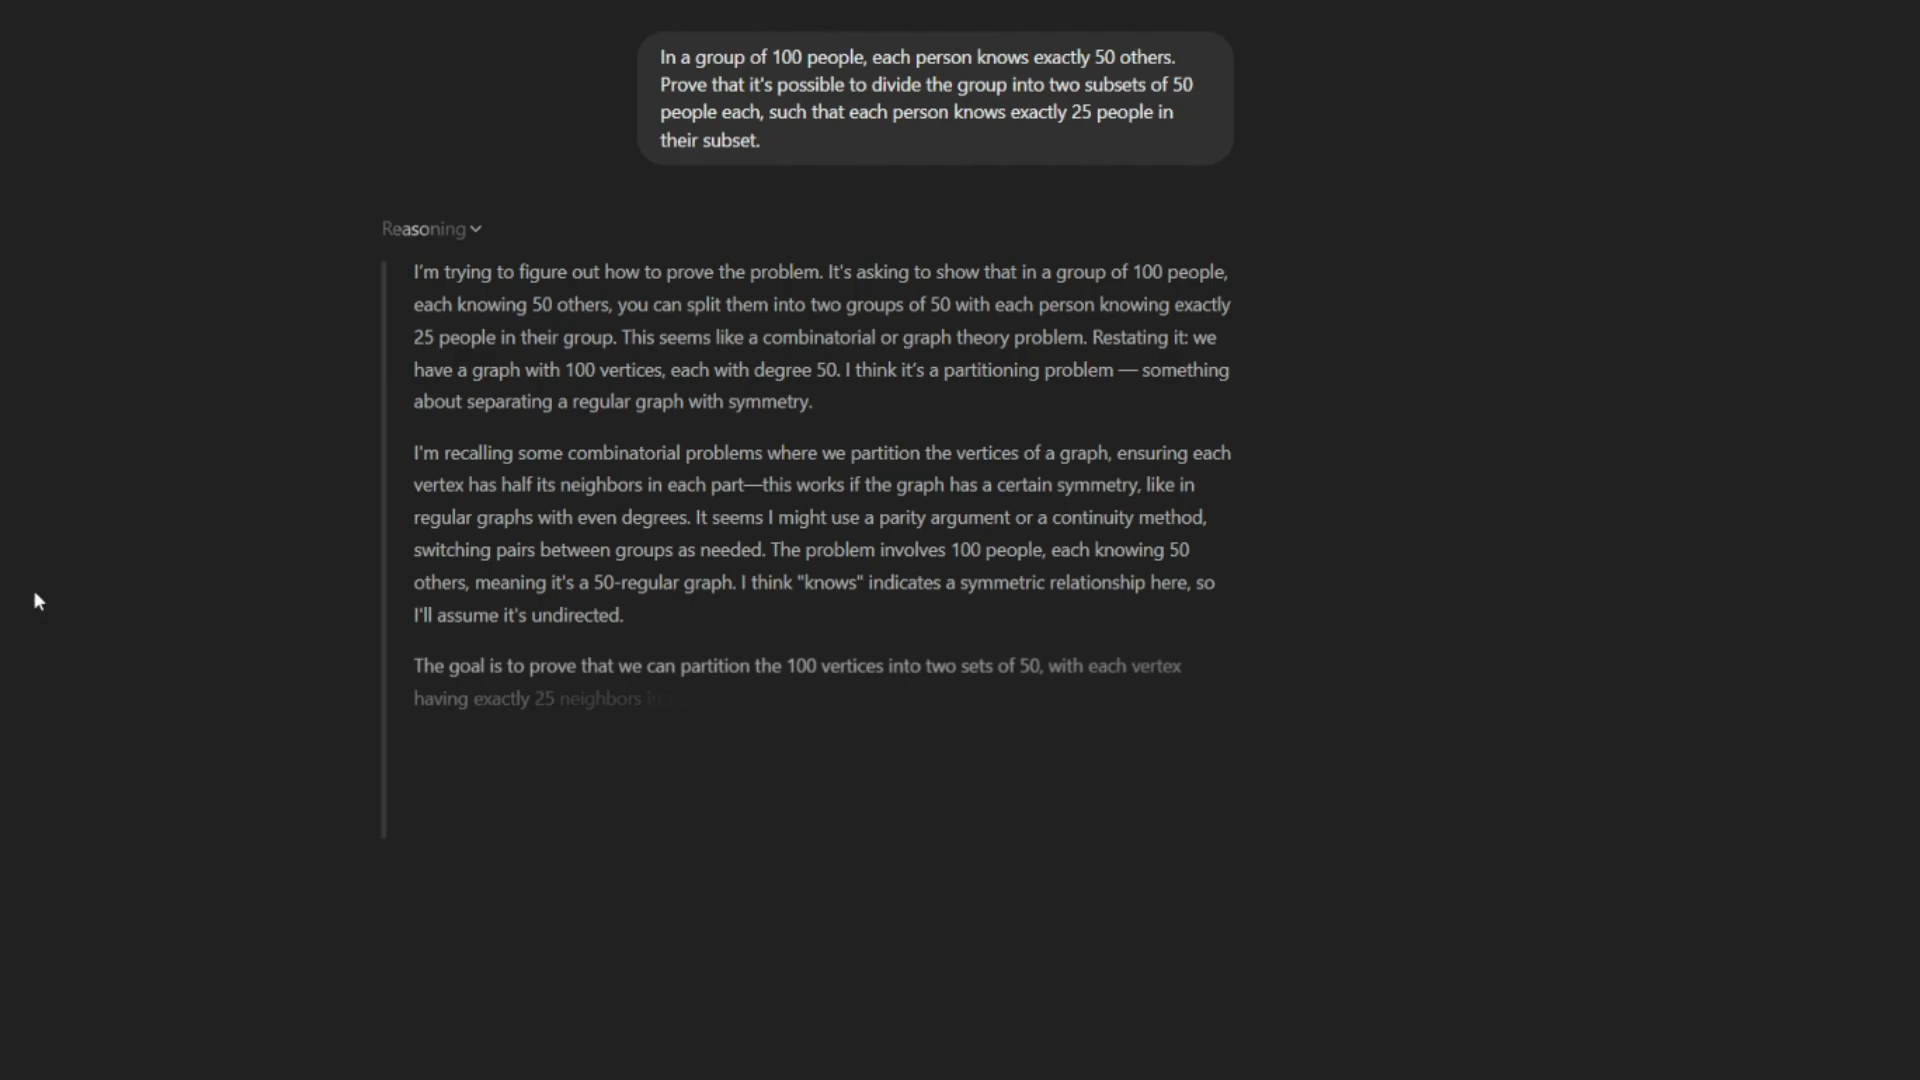 In a group of 100 people, each person knows exactly 50 others.
Prove that it's possible to divide the group into two subsets of 50
people each, such that each person knows exactly 25 people in
their subset.
Reasoning
I'm trying to figure out how to prove the problem. It's asking to show that in a group of 100 people,
each knowing 50 others, you can split them into two groups of 50 with each person knowing exactly
25 people in their group. This seems like a combinatorial or graph theory problem. Restating it: we
have a graph with 100 vertices, each with degree 50. I think it's a partitioning problem — something
about separating a regular graph with symmetry.
I'm recalling some combinatorial problems where we partition the vertices of a graph, ensuring each
vertex has half its neighbors in each part—this works if the graph has a certain symmetry, like in
regular graphs with even degrees. It seems I might use a parity argument or a continuity method,
switching pairs between groups as needed. The problem involves 100 people, each knowing 50
others, meaning it's a 50-regular graph. I think "knows" indicates a symmetric relationship here, so
I'll assume it's undirected.
The goal is to prove that we can partition the 100 vertices into two sets of 50, with each vertex
having exactly 25 neighbors in